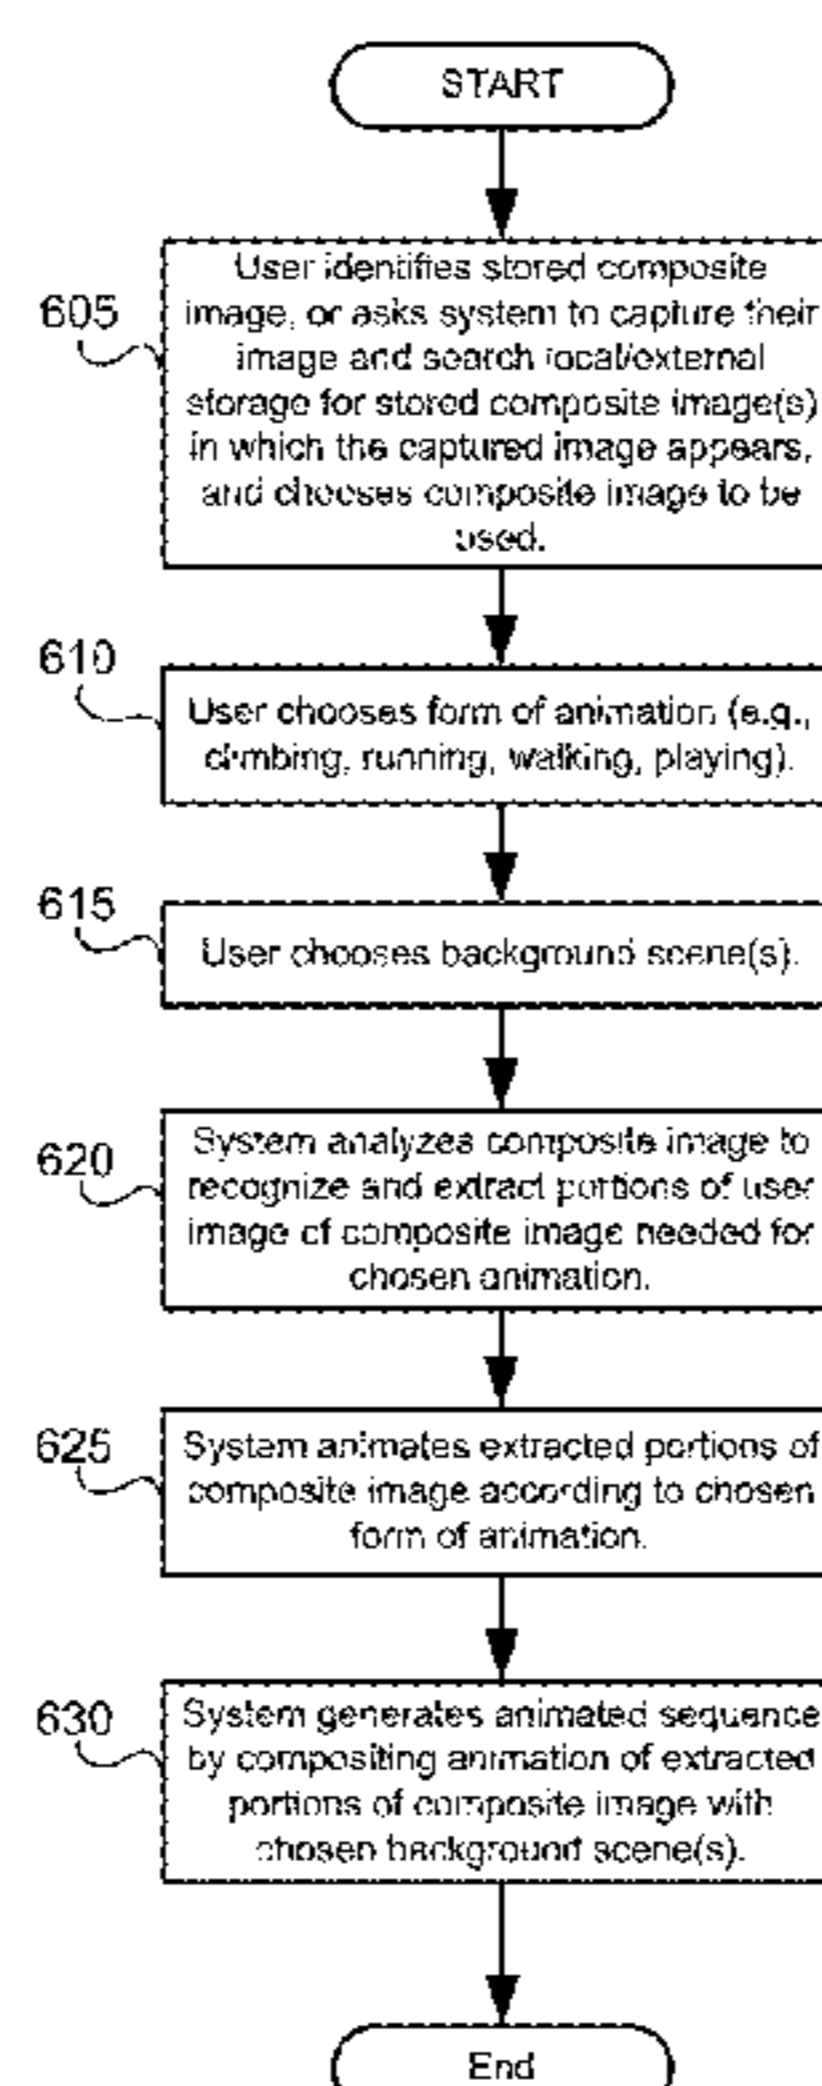 START
605
User identifies stored composite
image, or asks system to capture their
image and search local/external
storage for stored composite image(s)
in which the captured image appears,
and chooses composite image to be
used.
610
User chooses form of animation (e.g.,
climbing, running, walking, playing).
615
User chooses background scene(s).
620
System analyzes composite image to
recognize and extract portions of user
image of composite image needed for
chosen animation.
625
System animates extracted portions of
composite image according to chosen
form of animation.
630
System generates animated sequence
by compositing animation of extracted
portions of composite image with
chosen background scene(s).
End